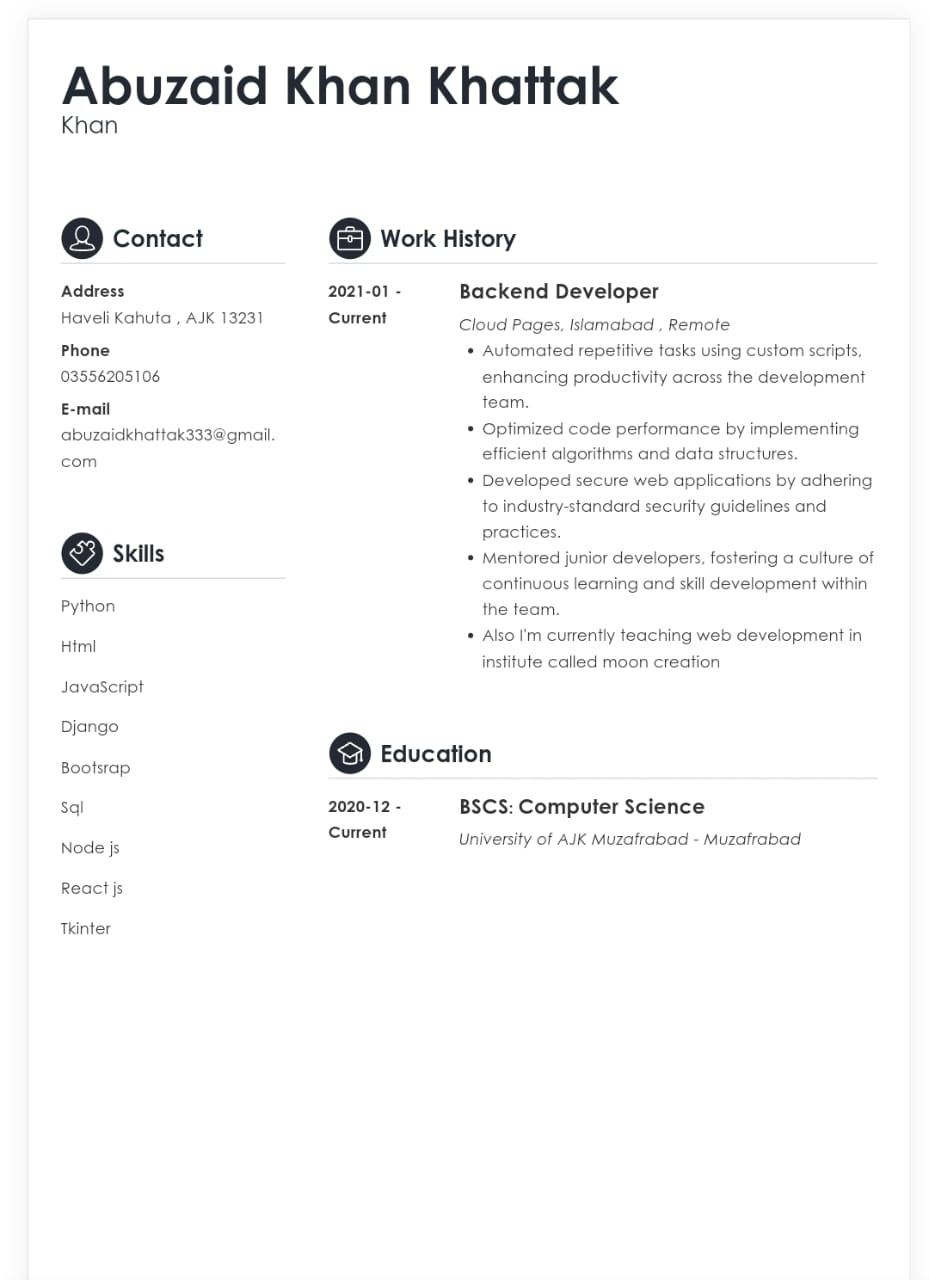 Abuzaid Khan Khattak
Khan
Contact
Address
Haveli Kahuta , AJK 13231
Phone
03556205106
E-mail
abuzaidkhattak333@gmail.
com
Skills
Python
Html
JavaScript
Django
Bootsrap
Sql
Node js
React js
Tkinter
Work History
2021-01 -
Current
Backend Developer
Cloud Pages, Islamabad , Remote
• Automated repetitive tasks using custom scripts,
enhancing productivity across the development
team.
• Optimized code performance by implementing
efficient algorithms and data structures.
• Developed secure web applications by adhering
to industry-standard security guidelines and
practices.
• Mentored junior developers, fostering a culture of
continuous learning and skill development within
the team.
• Also I'm currently teaching web development in
institute called moon creation
Education
2020-12 -
Current
BSCS: Computer Science
University of AJK Muzafrabad - Muzafrabad